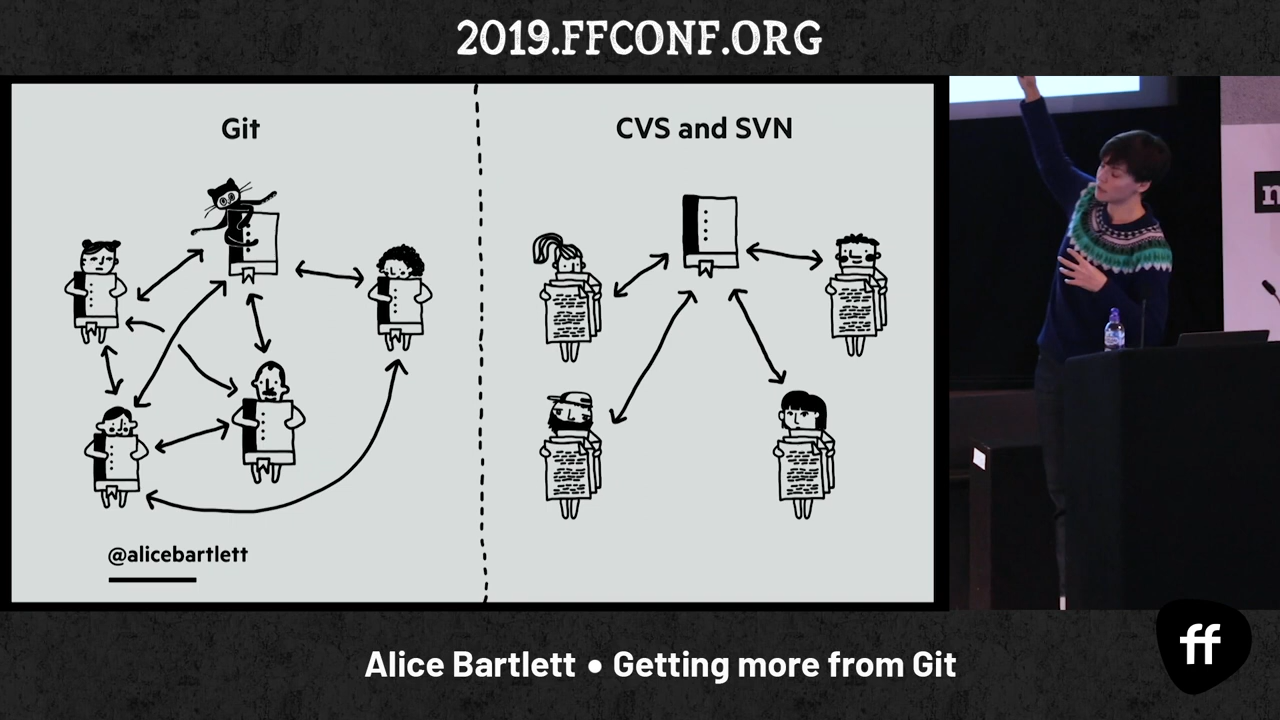 2019.FFCONF.ORG
Git
CVS and SVN
@alicebartlett
n
Alice Bartlett • Getting more from Git
ff